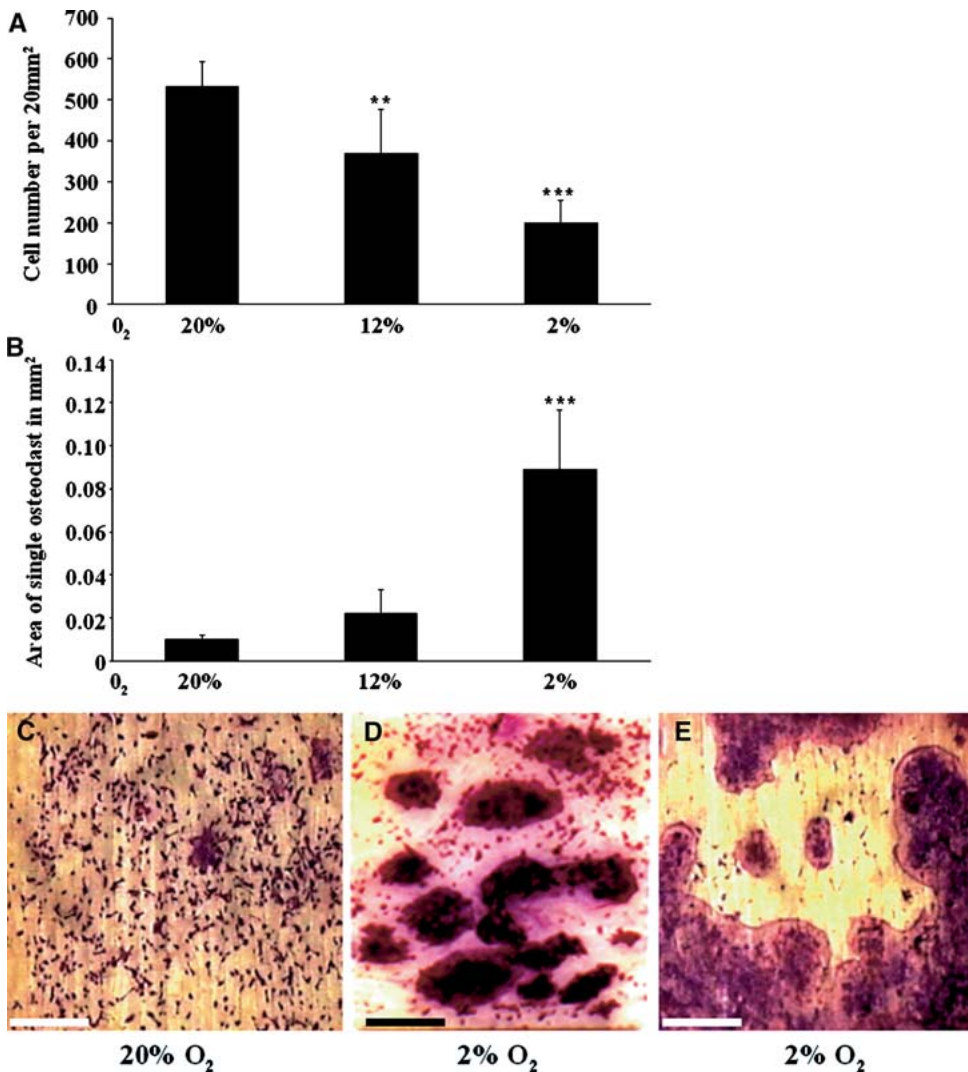 A
Cell number per 20mm²
700
600
500
400
300
200
100
0
**
***
0₂ 20% 12% 2%
B
Area of single osteoclast in mm²
0.14
0.12
0.10
0.08
0.06
0.04
0.02
0
***
0₂ 20% 12% 2%
C D E
20% O₂ 2% O₂ 2% O₂